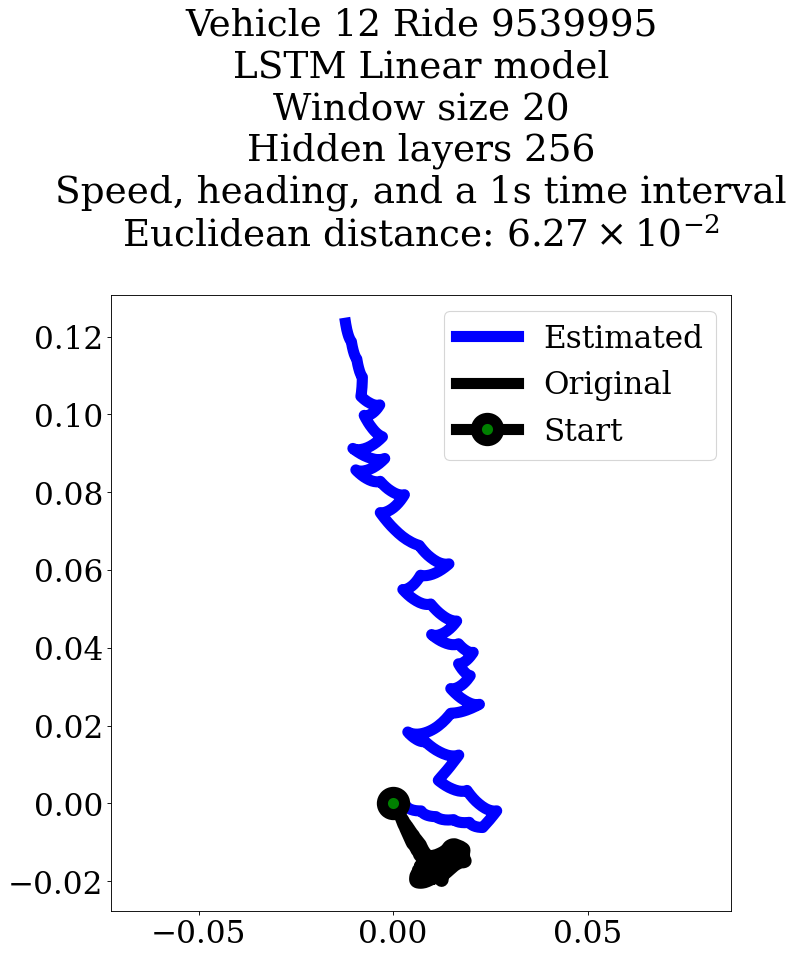 Vehicle 12 Ride 9539995
LSTM Linear model
Window size 20
Hidden layers 256
Speed, heading, and a 1s time interval
Euclidean distance: 6.27 × 10⁻²
Estimated
Original
Start
0.12
0.10
0.08
0.06
0.04
0.02
0.00
−0.02
−0.05
0.00
0.05